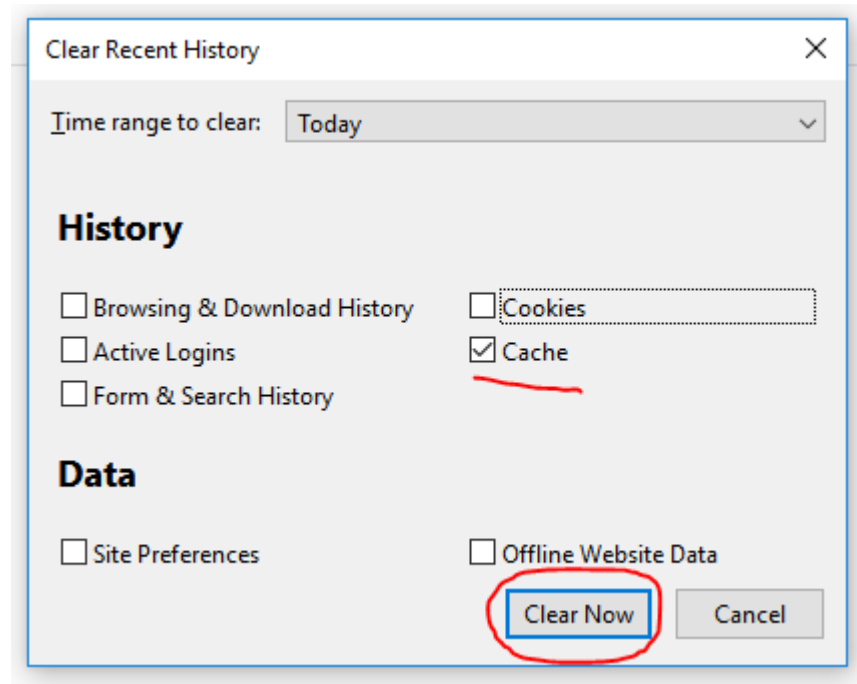 Clear Recent History
Time range to clear: Today
History
Browsing & Download History Cookies
Active Logins Cache
Form & Search History
Data
Site Preferences Offline Website Data
Clear Now Cancel